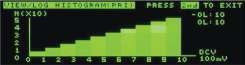 VIEW/LOG HISTOGRAM(PRI) PRESS 2nd TO EXIT
M(X10) -OL:10
OL:10
5
4
3
2
1
0
0 1 2 3 4 5 6 7 8 9 10
DCV
100mV